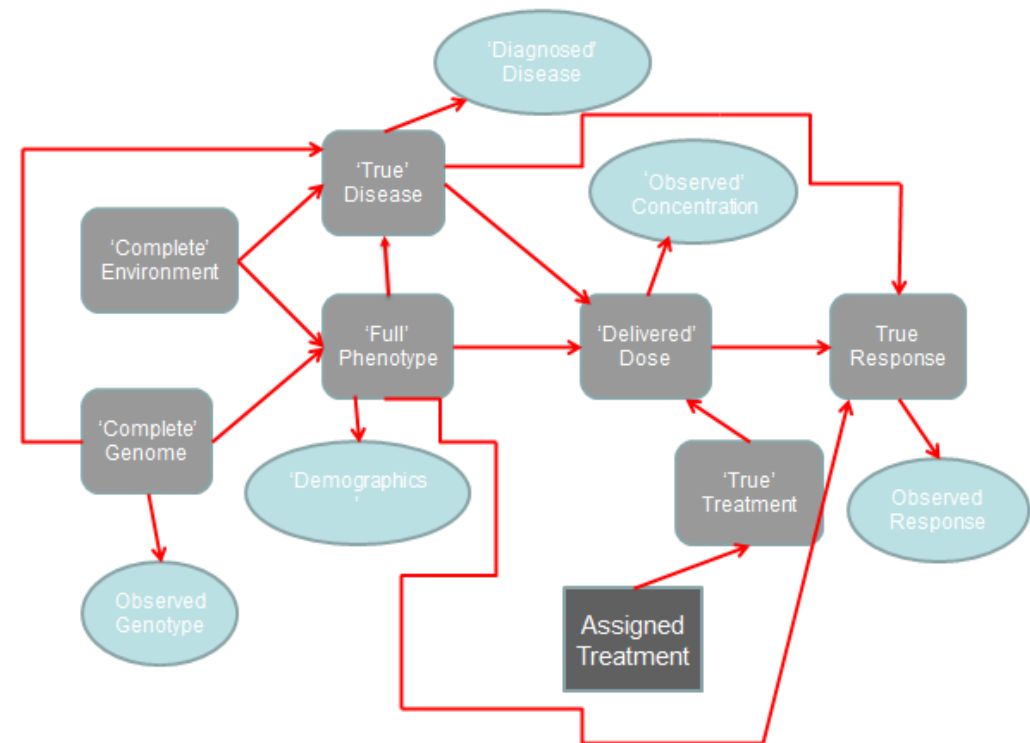 ‘Diagnosed’
Disease
‘True’
Disease
‘Observed’
Concentration
‘Complete’
Environment
‘Full’
Phenotype
‘Delivered’
Dose
True
Response
‘Complete’
Genome
‘Demographics
’
‘True’
Treatment
Observed
Response
Observed
Genotype
Assigned
Treatment